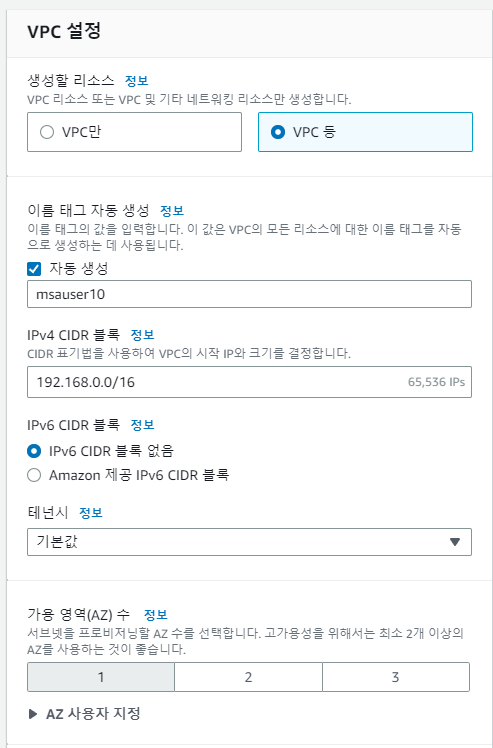 VPC 설정
생성할 리소스 정보
VPC 리소스 또는 VPC 및 기타 네트워킹 리소스만 생성합니다.
VPC만
VPC 등
이름 태그 자동 생성 정보
이름 태그의 값을 입력합니다. 이 값은 VPC의 모든 리소스에 대한 이름 태그를 자동
으로 생성하는 데 사용됩니다.
자동 생성
msauser10
IPv4 CIDR 블록 정보
CIDR 표기법을 사용하여 VPC의 시작 IP와 크기를 결정합니다.
192.168.0.0/16 65,536 IPs
IPv6 CIDR 블록 정보
IPv6 CIDR 블록 없음
Amazon 제공 IPv6 CIDR 블록
테넌시 정보
기본값
가용 영역(AZ) 수 정보
서브넷을 프로비저닝할 AZ 수를 선택합니다. 고가용성을 위해서는 최소 2개 이상의
AZ를 사용하는 것이 좋습니다.
1 2 3
AZ 사용자 지정